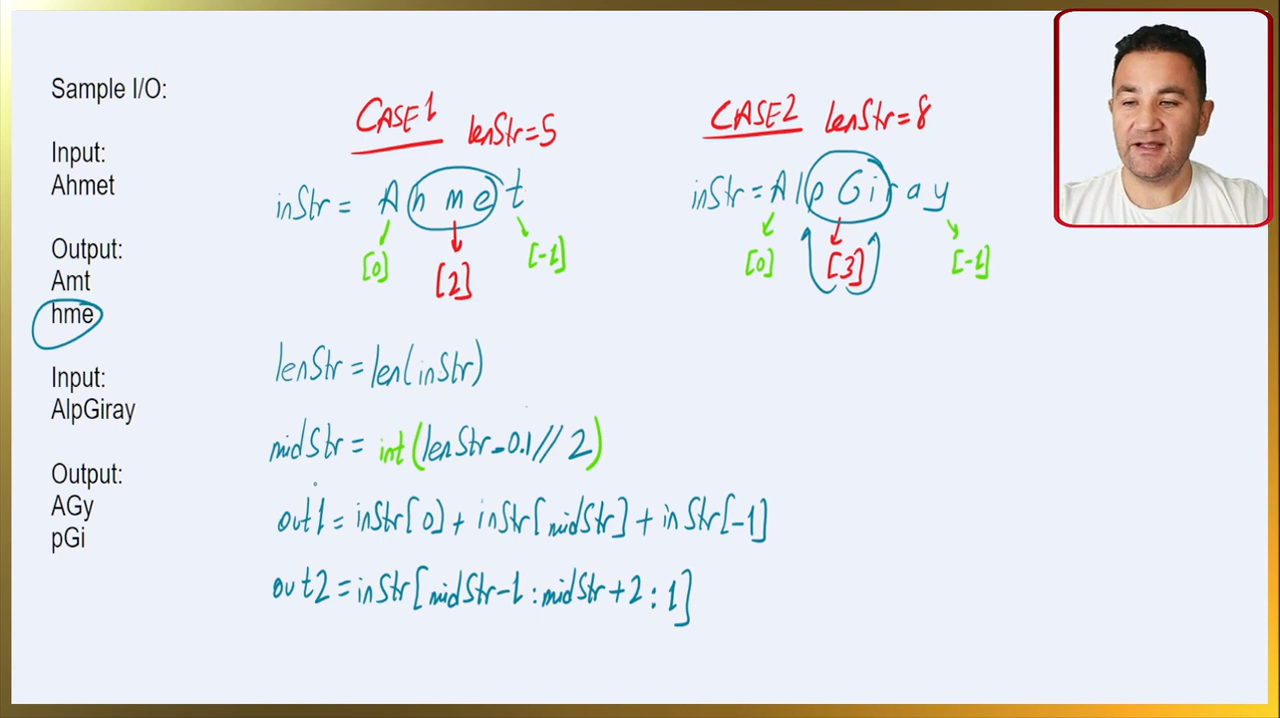 Sample I/O:
Input:
Ahmet
Output:
Amt
hme
Input:
AlpGiray
Output:
AGy
pGi
CASE1 lenStr=5
inStr = Ahmet
[0] [2] [-1]
CASE2 lenStr=8
inStr=AlpGiray
[0] [3] [-1]
lenStr=len(inStr)
midStr = int(lenStr-0.1//2)
out1=inStr[0]+inStr[midStr]+inStr[-1]
out2=inStr[midStr-1:midStr+2:1]